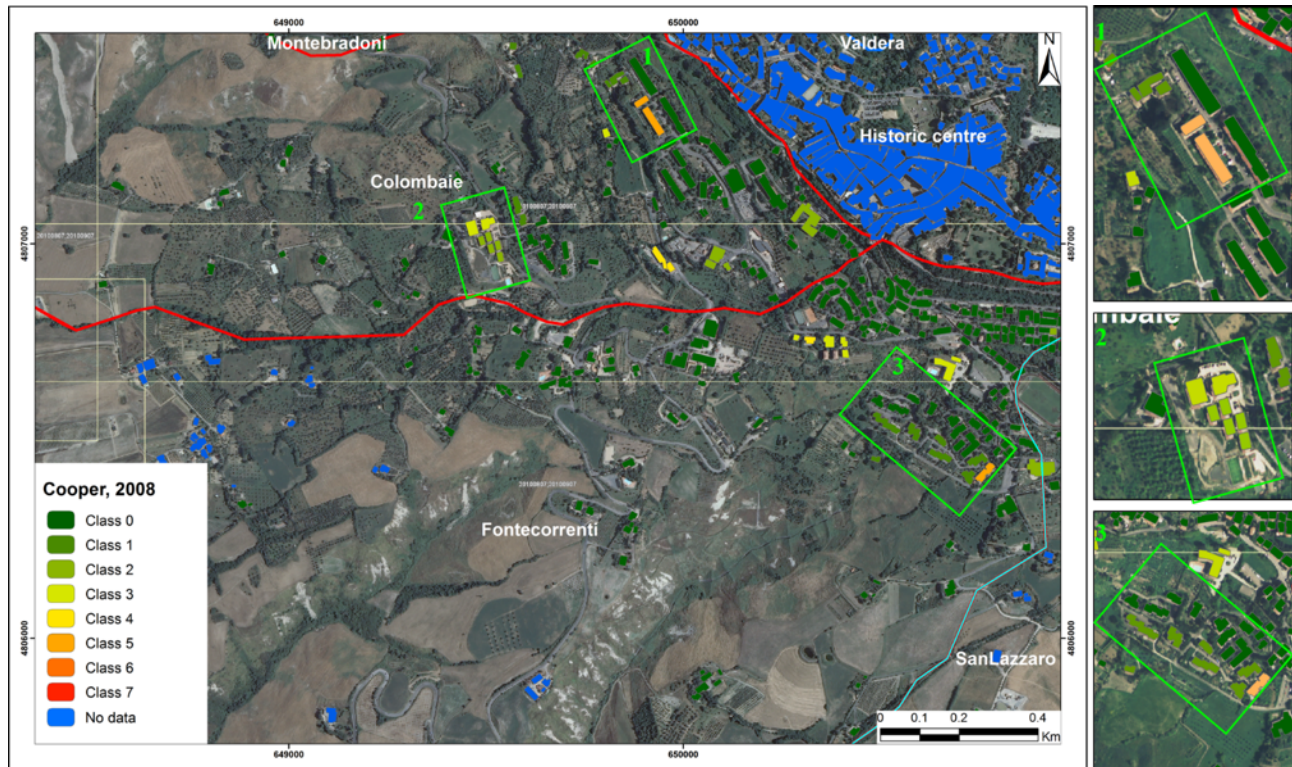 649000
650000
Montebradoni
Valdera
N
1
Historic centre
Colombaie
2
20100907;20100907
4807000
4807000
3
Cooper, 2008
Class 0
Class 1
Class 2
Class 3
Class 4
Class 5
Class 6
Class 7
No data
Fontecorrenti
4806000
4806000
SanLazzaro
0 0.1 0.2 0.4
Km
649000
650000
1
mbaie
2
3